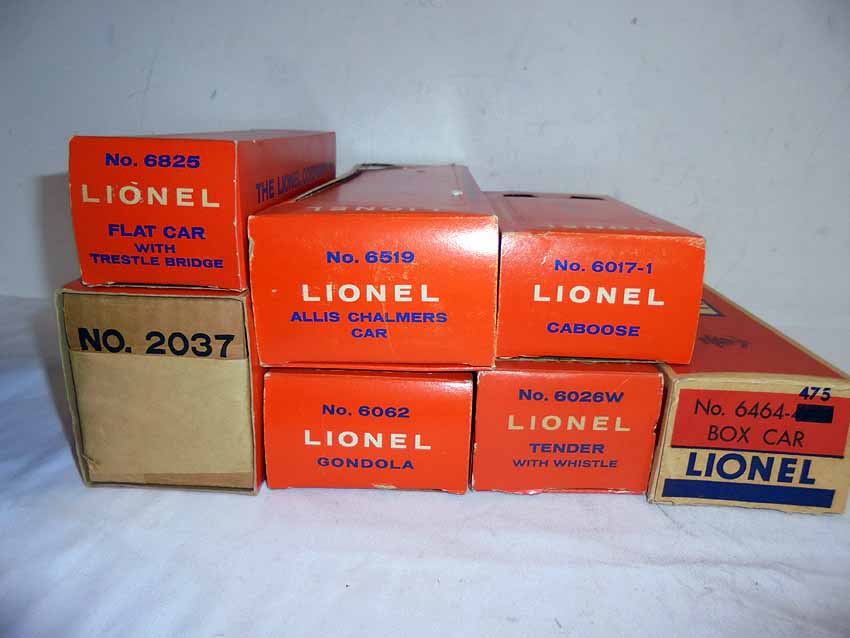 No. 6825
LIONEL
FLAT CAR
WITH
TRESTLE BRIDGE
THE LIONEL CORPORATION
No. 6519
LIONEL
ALLIS CHALMERS
CAR
No. 6017-1
LIONEL
CABOOSE
NO. 2037
No. 6062
LIONEL
GONDOLA
No. 6026W
LIONEL
TENDER
WITH WHISTLE
475
No. 6464-4
BOX CAR
LIONEL